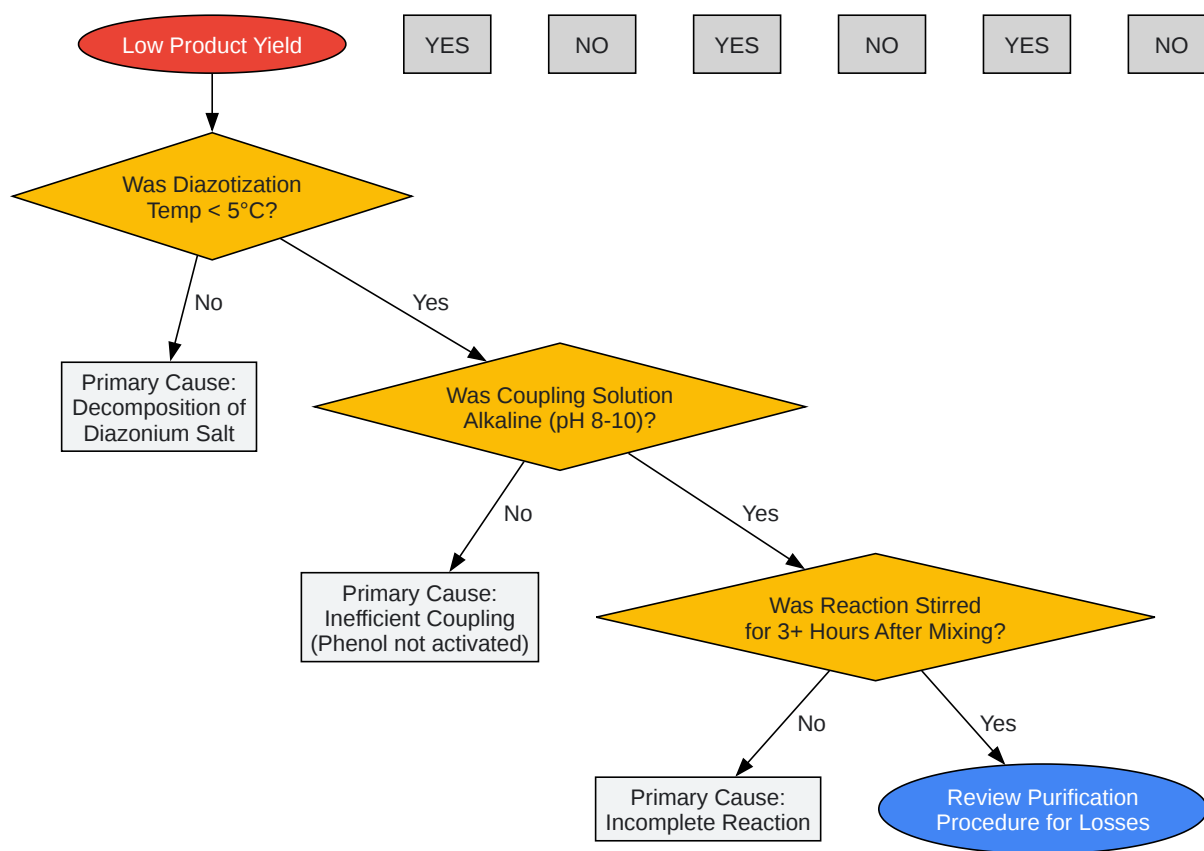 Low Product Yield
YES
NO
YES
NO
YES
NO
Was Diazotization
Temp < 5°C?
No
Yes
Primary Cause:
Decomposition of
Diazonium Salt
Was Coupling Solution
Alkaline (pH 8-10)?
No
Yes
Primary Cause:
Inefficient Coupling
(Phenol not activated)
Was Reaction Stirred
for 3+ Hours After Mixing?
No
Yes
Primary Cause:
Incomplete Reaction
Review Purification
Procedure for Losses